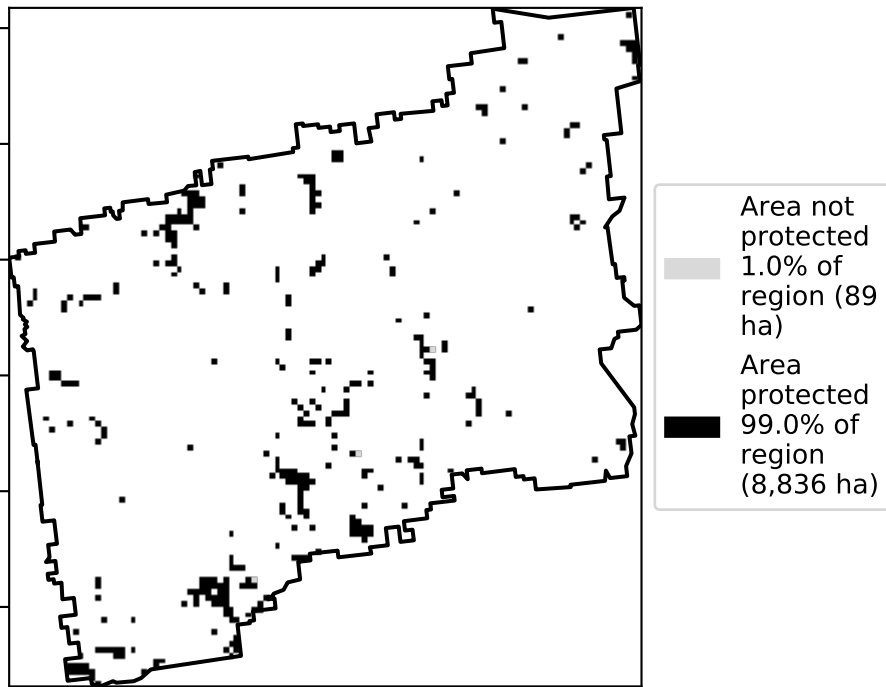 Area not
protected
1.0% of
region (89
ha)
Area
protected
99.0% of
region
(8,836 ha)